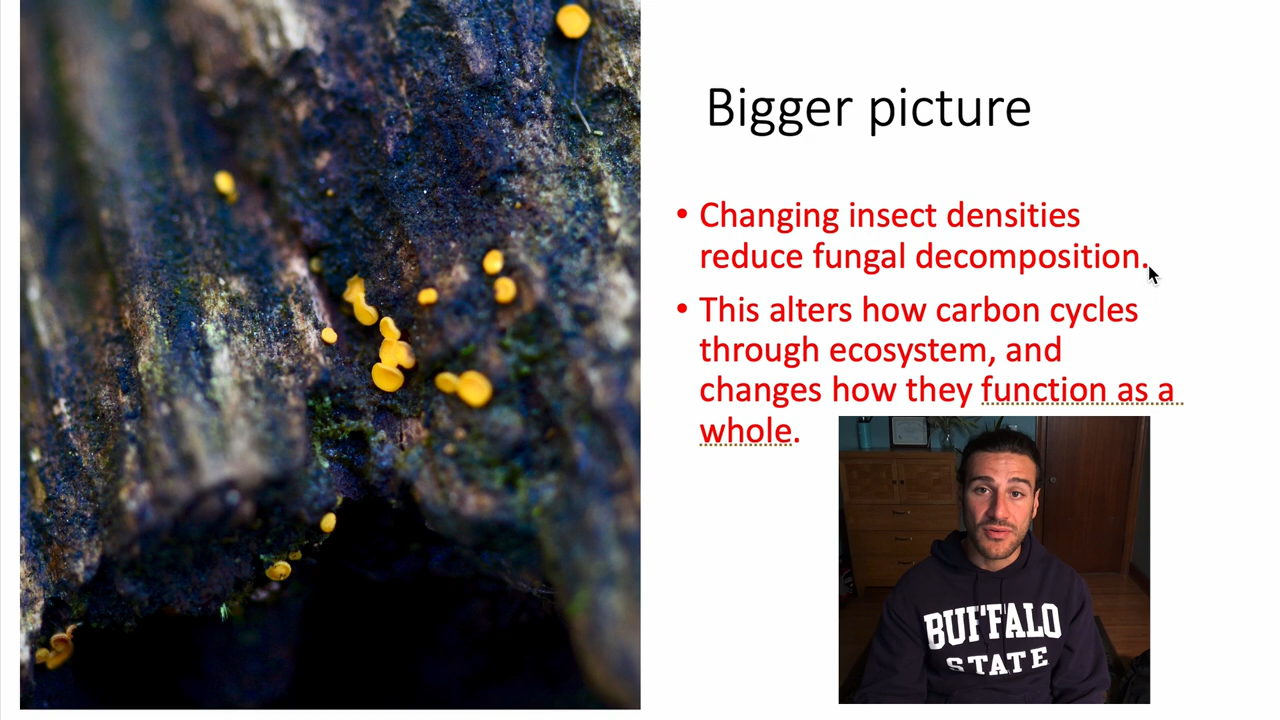 Bigger picture
• Changing insect densities
reduce fungal decomposition.
• This alters how carbon cycles
through ecosystem, and
changes how they function as a
whole.
BUFFALO
STATE